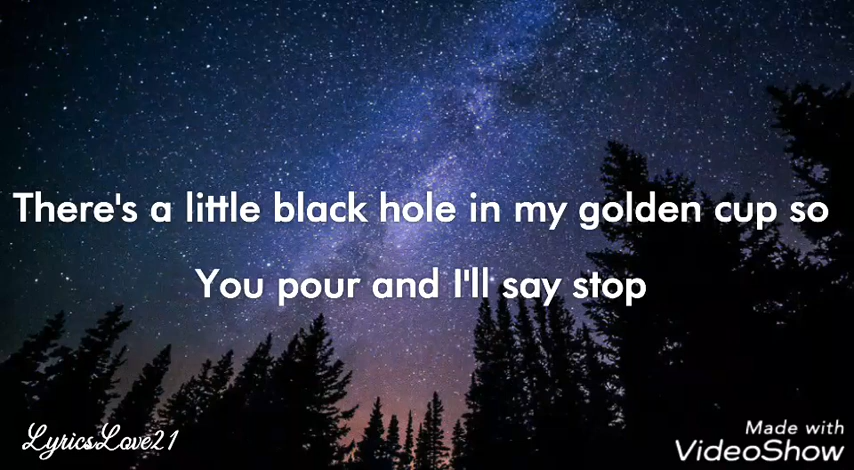 There's a little black hole in my golden cup so
You pour and I'll say stop
LyricsLove21
Made with
VideoShow